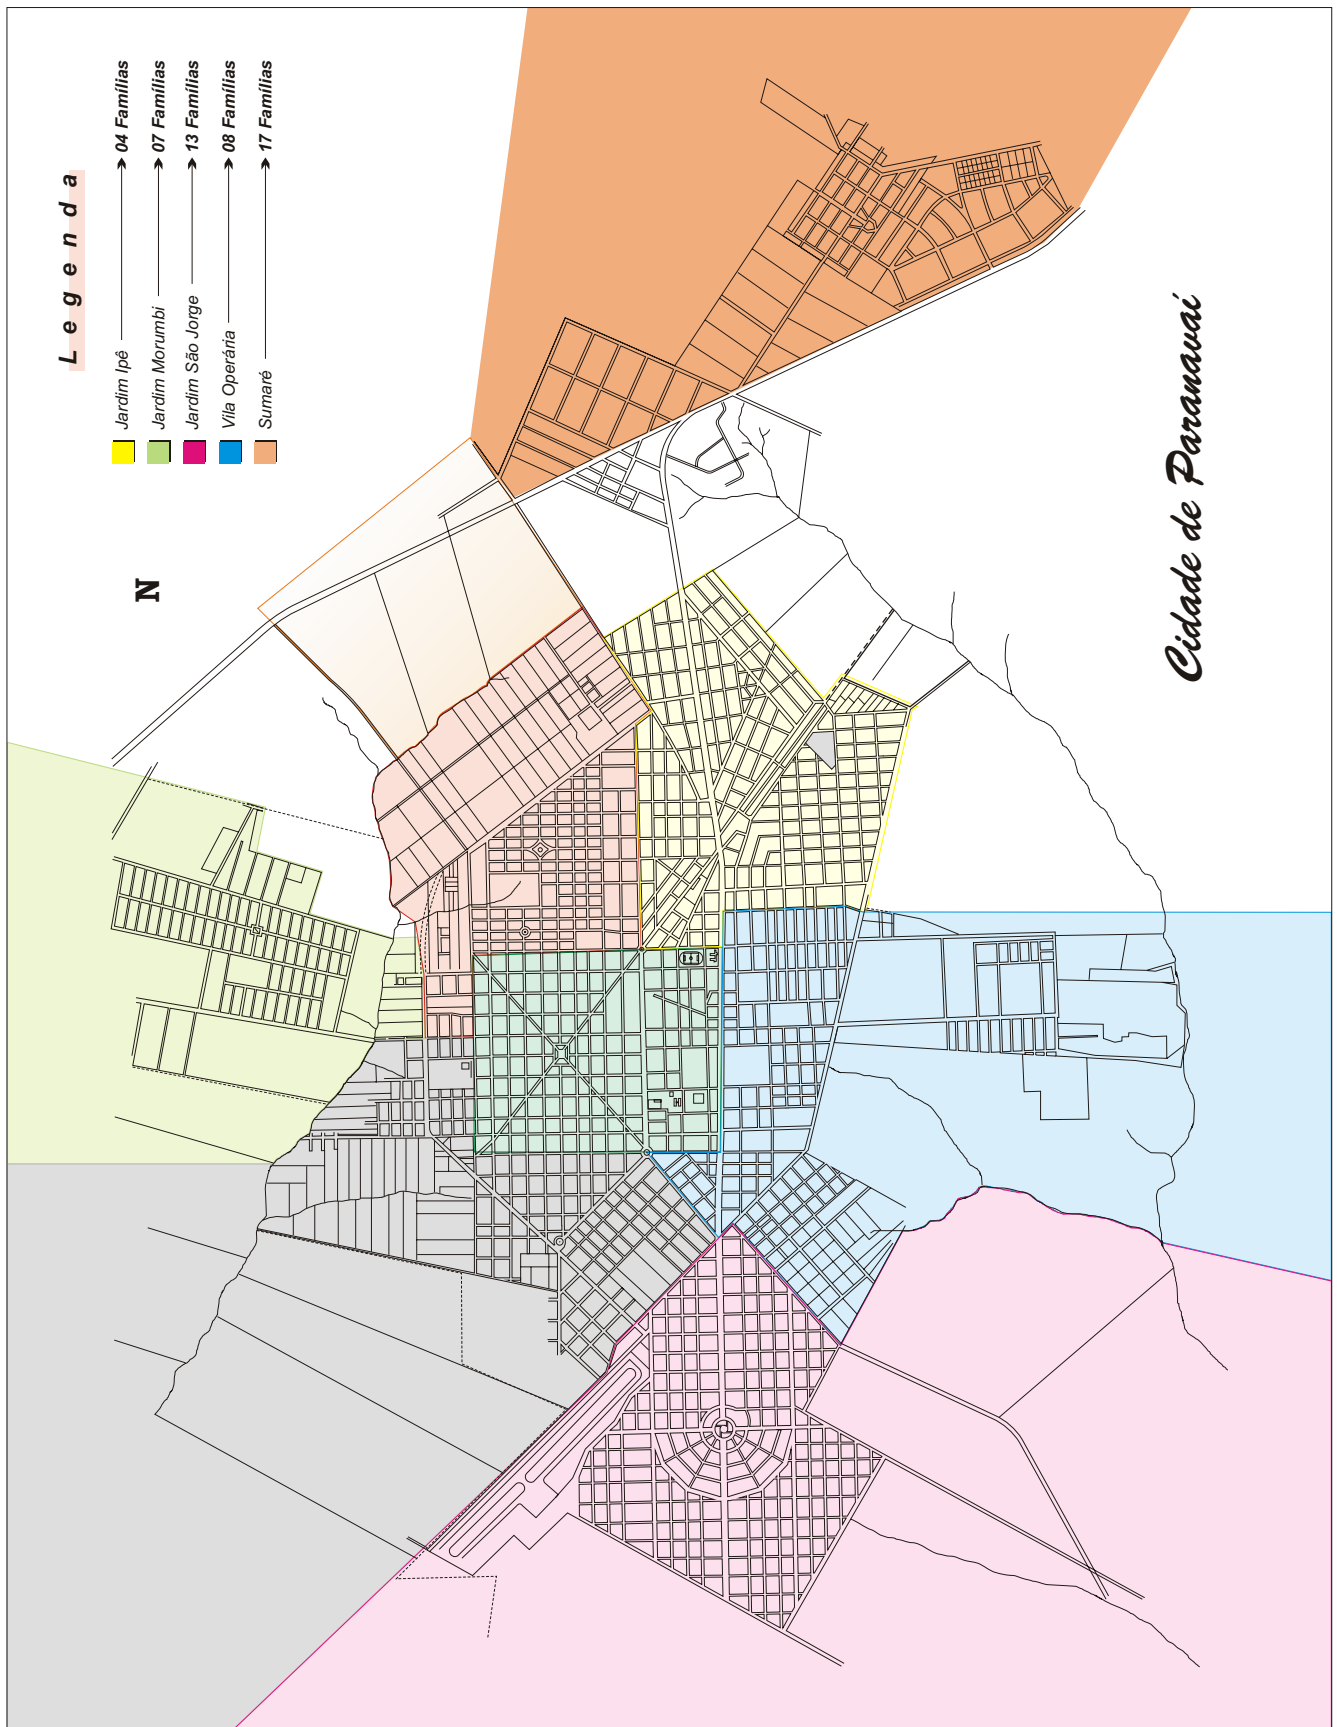 Legenda
Jardim Ipê 04 Famílias
Jardim Morumbi 07 Famílias
Jardim São Jorge 13 Famílias
Vila Operária 08 Famílias
Sumaré 17 Famílias
N
Cidade de Paranavaí